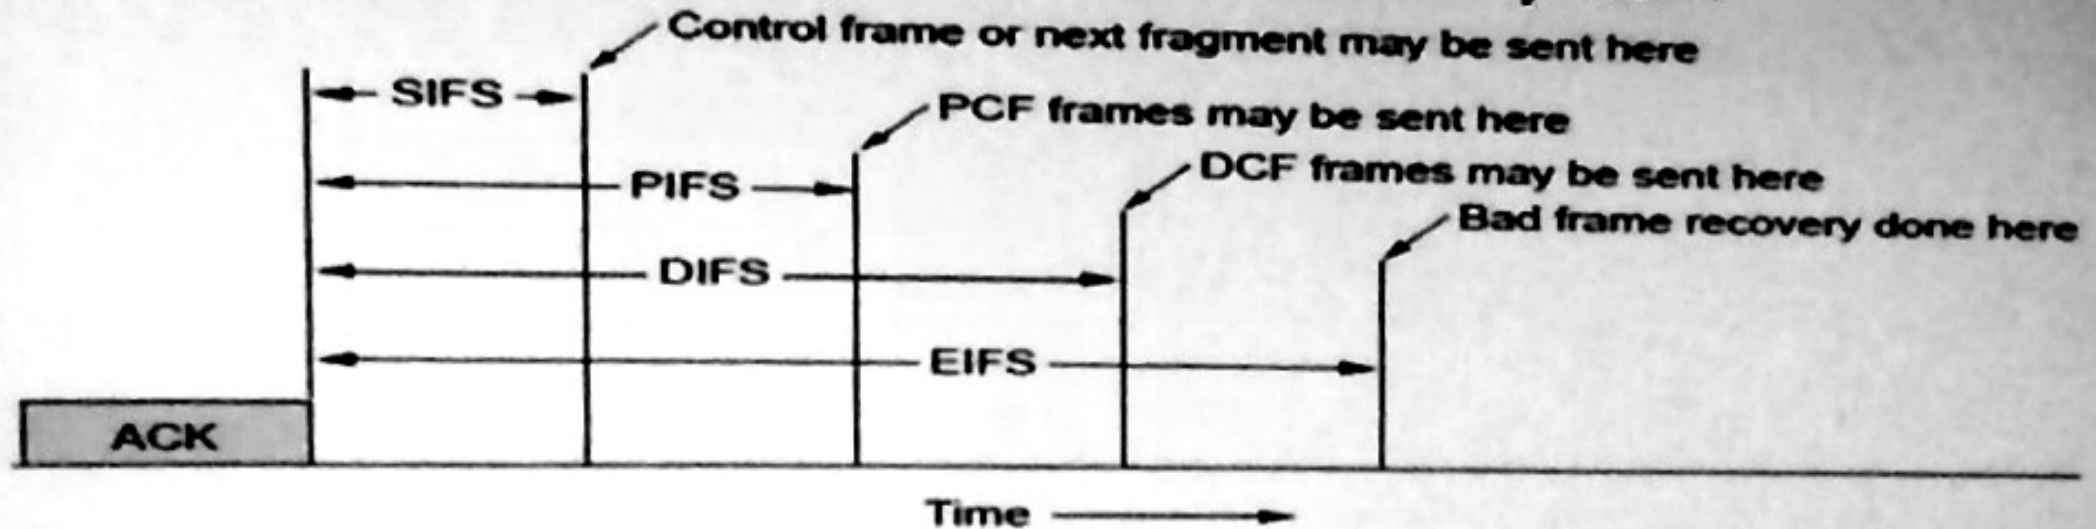 Control frame or next fragment may be sent here
SIFS
PCF frames may be sent here
PIFS
DCF frames may be sent here
Bad frame recovery done here
DIFS
EIFS
ACK
Time